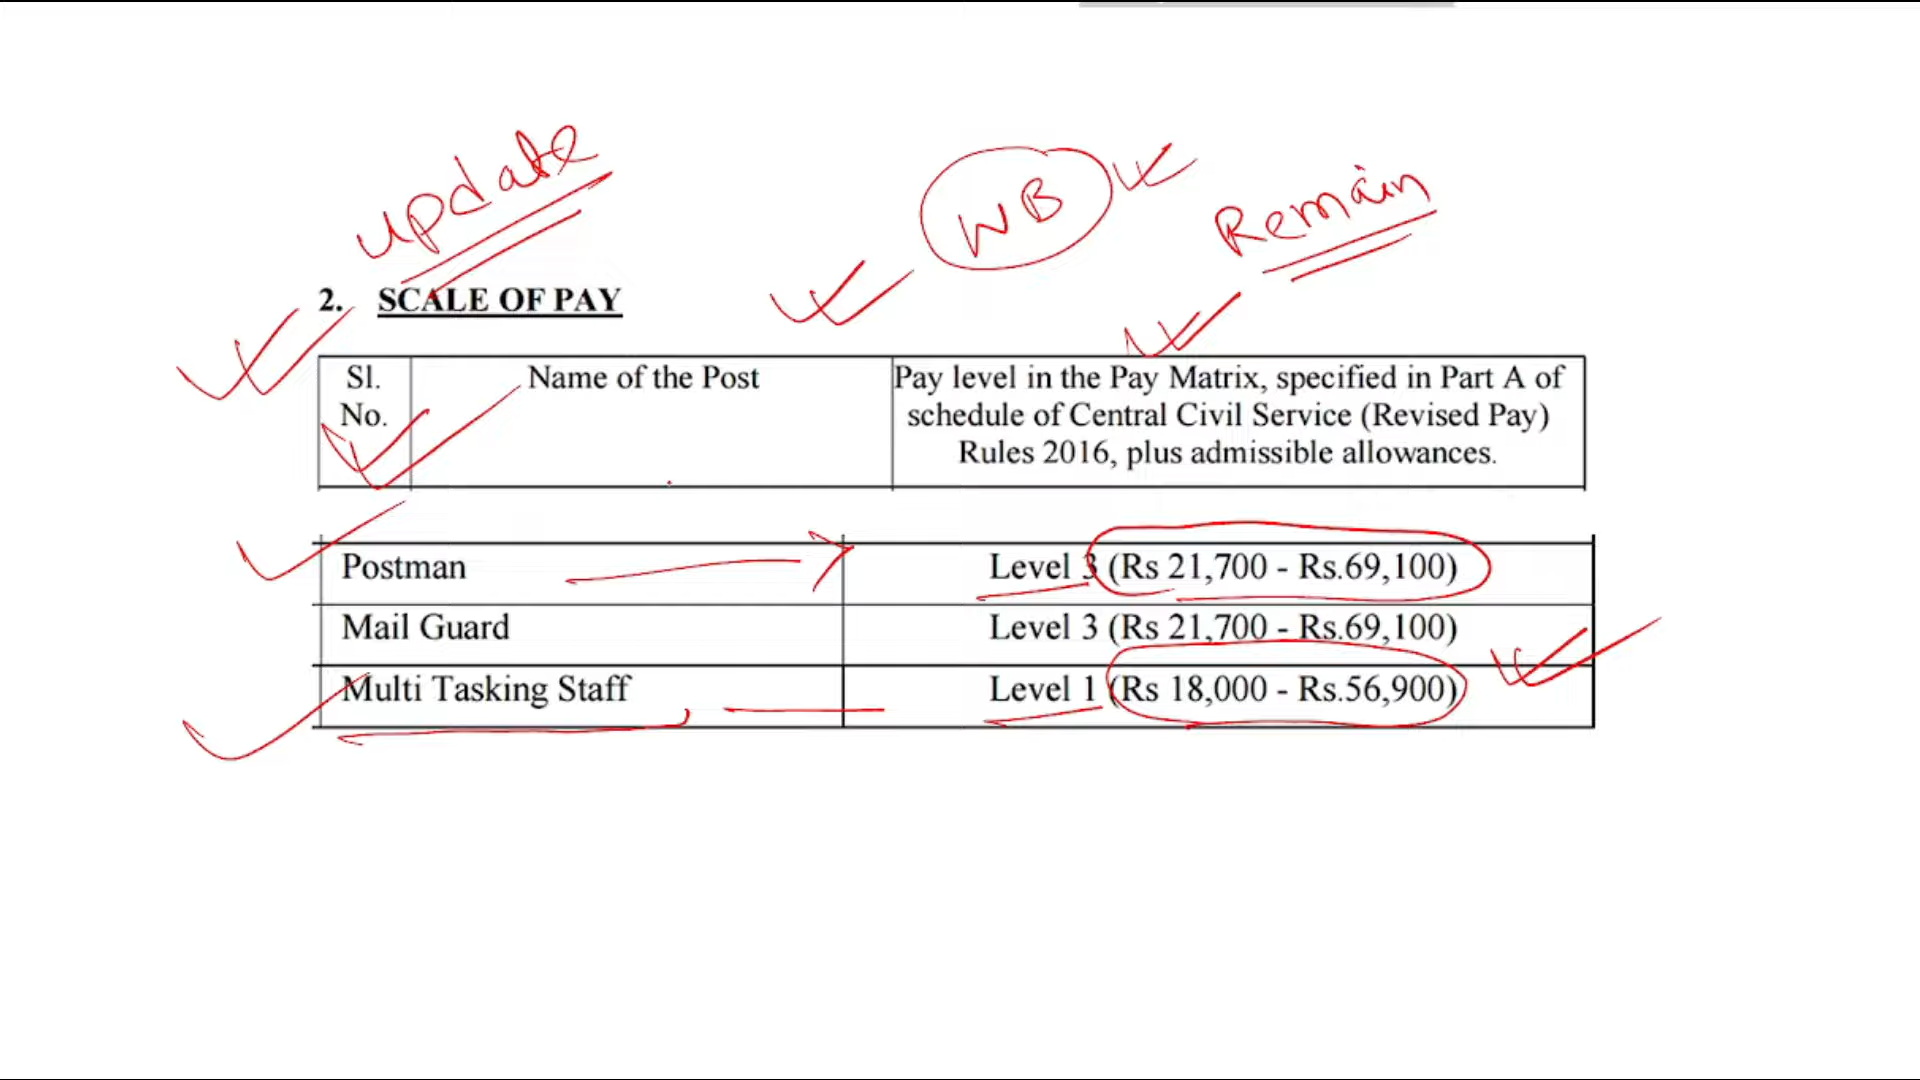 update
WB
Remain
2. SCALE OF PAY
Sl. No.
Name of the Post
Pay level in the Pay Matrix, specified in Part A of
schedule of Central Civil Service (Revised Pay)
Rules 2016, plus admissible allowances.
Postman Level 3 (Rs 21,700 - Rs.69,100)
Mail Guard Level 3 (Rs 21,700 - Rs.69,100)
Multi Tasking Staff Level 1 (Rs 18,000 - Rs.56,900)